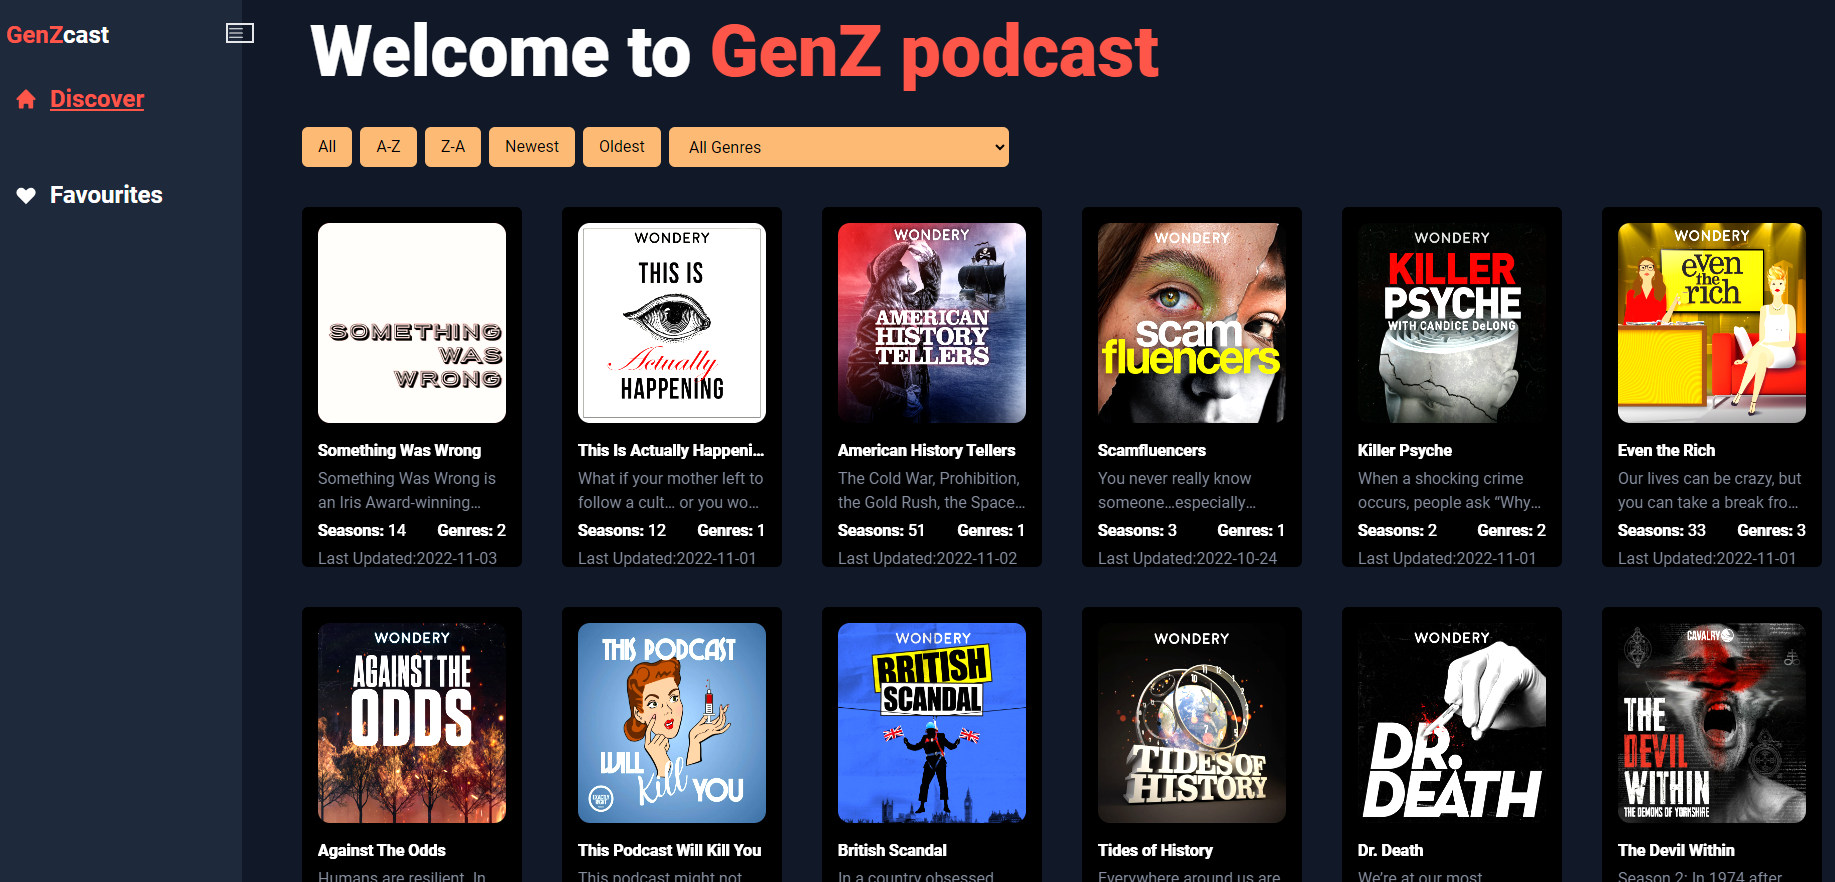 GenZcast
Discover
Favourites
Welcome to GenZ podcast
All
A-Z
Z-A
Newest
Oldest
All Genres
SOMETHING
WAS
WRONG
Something Was Wrong
Something Was Wrong is
an Iris Award-winning...
Seasons: 14 Genres: 2
Last Updated:2022-11-03
WONDERY
THIS IS
Actually
HAPPENING
This Is Actually Happeni...
What if your mother left to
follow a cult... or you wo...
Seasons: 12 Genres: 1
Last Updated:2022-11-01
WONDERY
AMERICAN
HISTORY
TELLERS
American History Tellers
The Cold War, Prohibition,
the Gold Rush, the Space...
Seasons: 51 Genres: 1
Last Updated:2022-11-02
WONDERY
scam
fluencers
Scamfluencers
You never really know
someone…especially...
Seasons: 3 Genres: 1
Last Updated:2022-10-24
WONDERY
KILLER
PSYCHE
WITH CANDICE DeLONG
Killer Psyche
When a shocking crime
occurs, people ask “Why...
Seasons: 2 Genres: 2
Last Updated:2022-11-01
WONDERY
eVen
the
rich
Even the Rich
Our lives can be crazy, but
you can take a break fro...
Seasons: 33 Genres: 3
Last Updated:2022-11-01
WONDERY
AGAINST THE
ODDS
Against The Odds
Humans are resilient. In
THIS PODCAST
WILL
Kill YOU
EXACTLY
RIGHT
This Podcast Will Kill You
This podcast might not
WONDERY
BRITISH
SCANDAL
British Scandal
In a country obsessed
WONDERY
TIDES OF
HISTORY
Tides of History
Everywhere around us are
WONDERY
DR.
DEATH
Dr. Death
We're at our most
CAVALRY
THE
DEVIL
WITHIN
THE DEMONS OF YORKSHIRE
The Devil Within
Season 2: In 1974 after